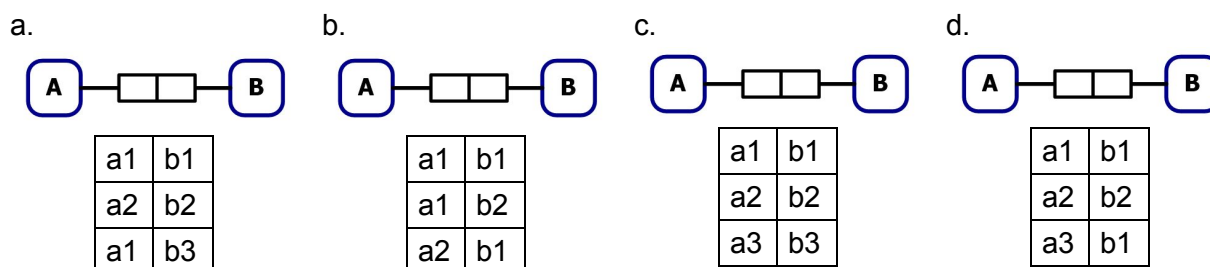 a. b. c. d.
A B A B A B A B
a1 b1 a1 b1 a1 b1 a1 b1
a2 b2 a1 b2 a2 b2 a2 b2
a1 b3 a2 b1 a3 b3 a3 b1